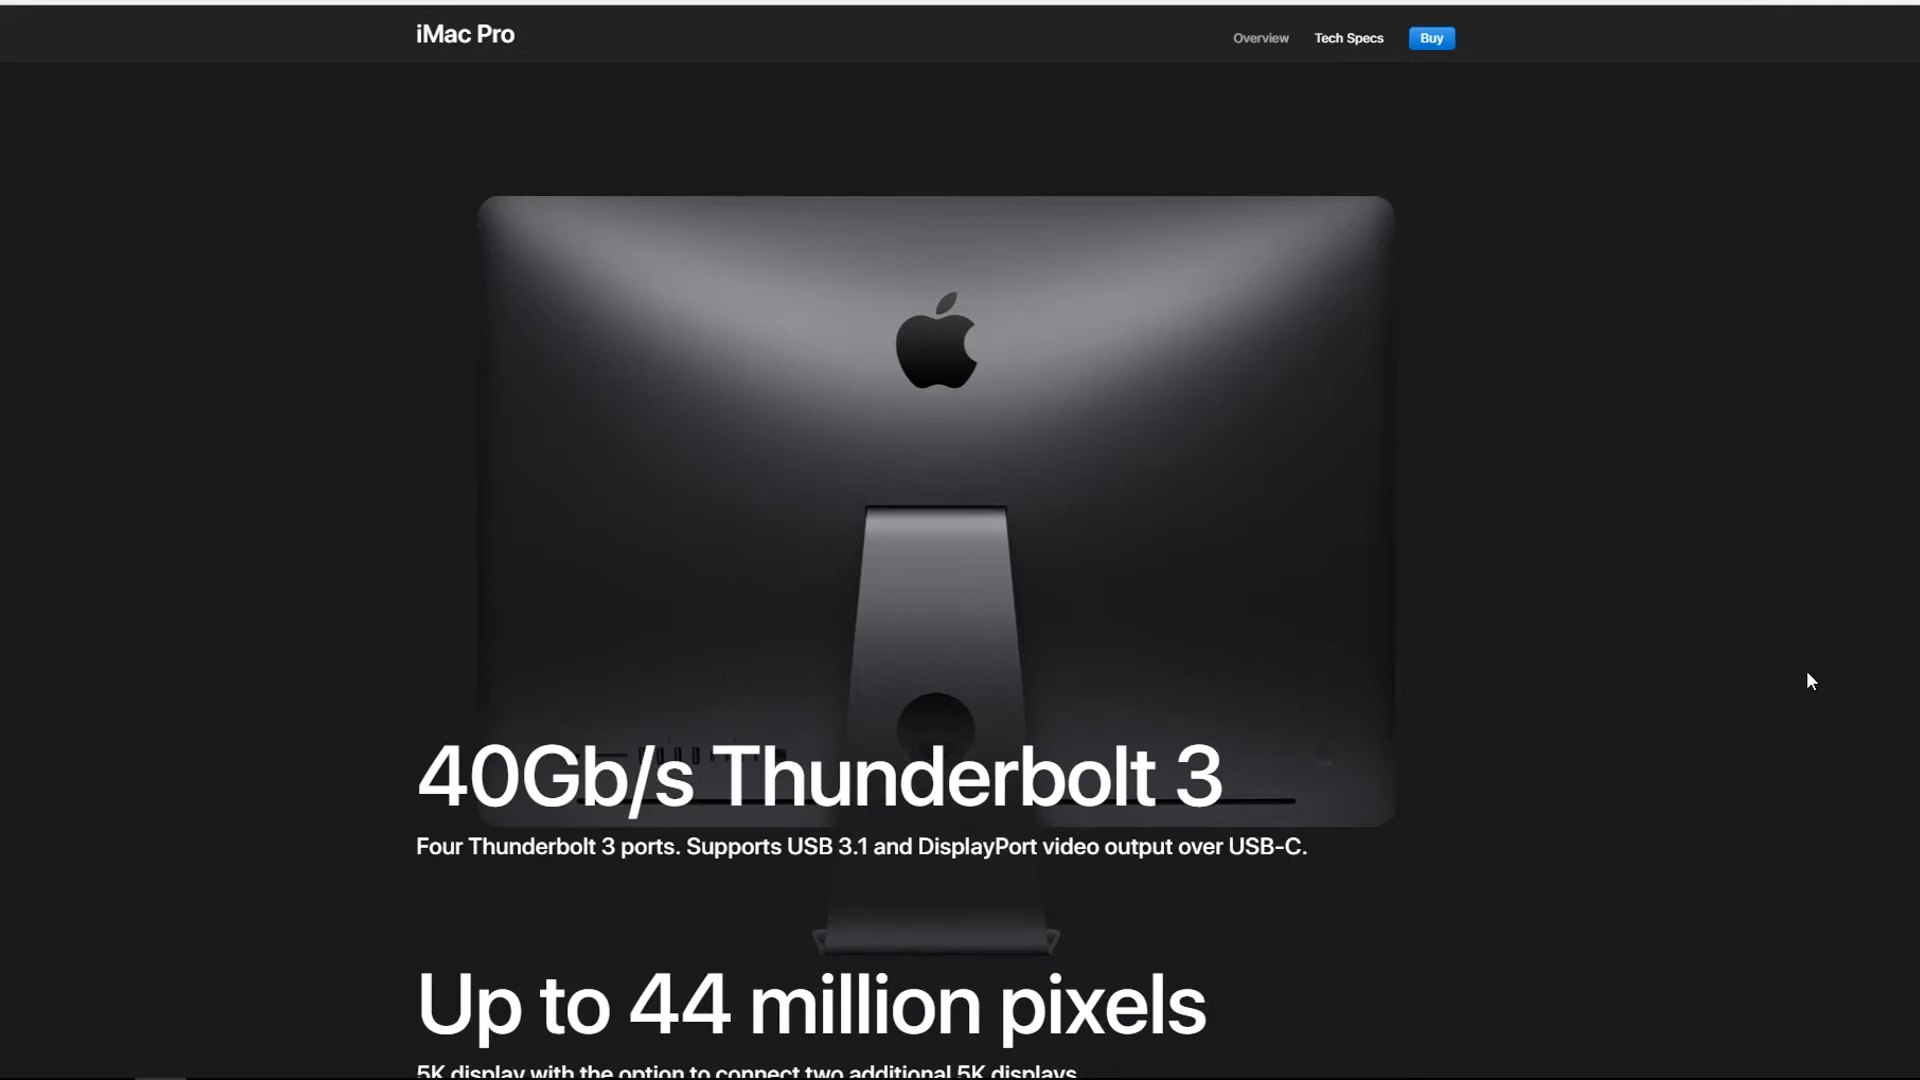 iMac Pro
Overview
Tech Specs
Buy
40Gb/s Thunderbolt 3
Four Thunderbolt 3 ports. Supports USB 3.1 and DisplayPort video output over USB-C.
Up to 44 million pixels
5K display with the option to connect two additional 5K displays